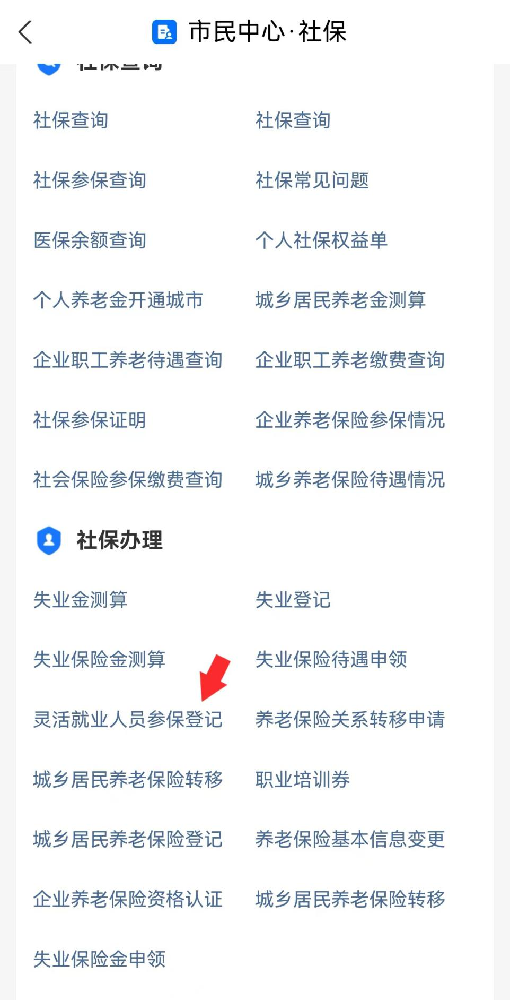 市民中心·社保
社保查询
社保查询 社保查询
社保参保查询 社保常见问题
医保余额查询 个人社保权益单
个人养老金开通城市 城乡居民养老金测算
企业职工养老待遇查询 企业职工养老缴费查询
社保参保证明 企业养老保险参保情况
社会保险参保缴费查询 城乡养老保险待遇情况
社保办理
失业金测算 失业登记
失业保险金测算 失业保险待遇申领
灵活就业人员参保登记 养老保险关系转移申请
城乡居民养老保险转移 职业培训券
城乡居民养老保险登记 养老保险基本信息变更
企业养老保险资格认证 城乡居民养老保险转移
失业保险金申领